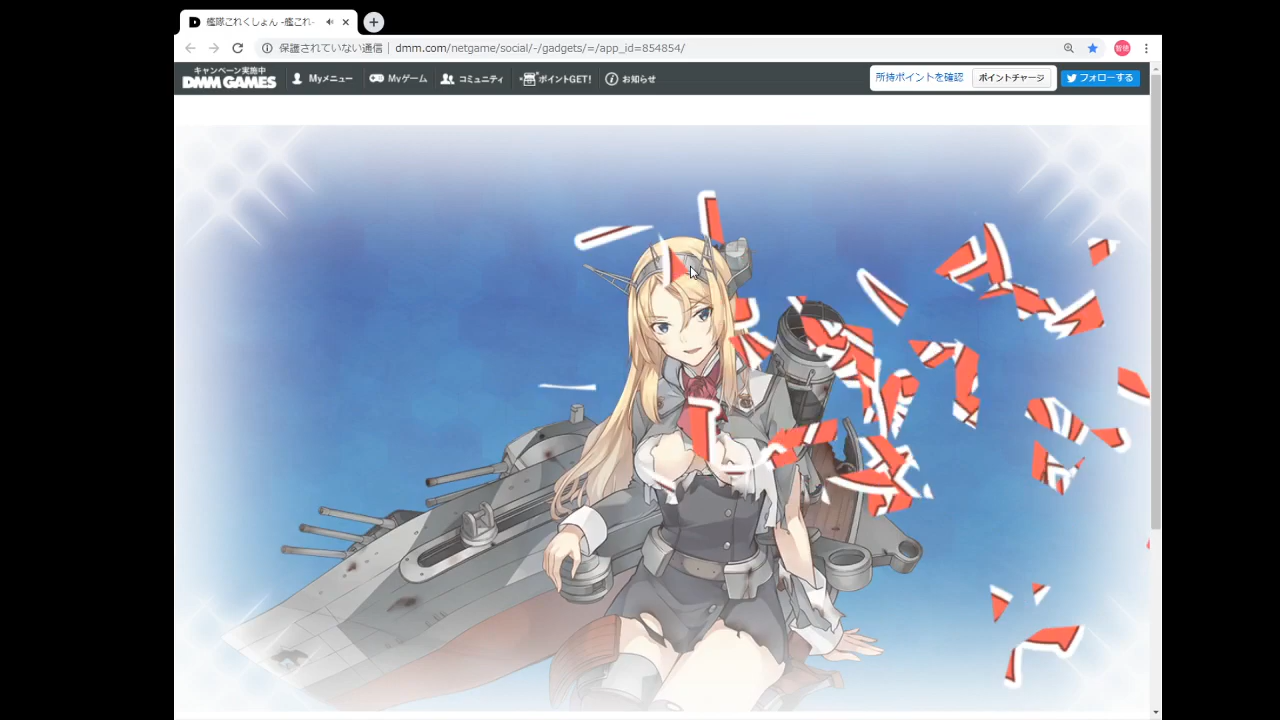 艦隊これくしょん -艦これ-
保護されていない通信 | dmm.com/netgame/social/-/gadgets/=/app_id=854854/
智樹
キャンペーン実施中
DMM GAMES
Myメニュー
Myゲーム
コミュニティ
ポイントGET!
お知らせ
所持ポイントを確認
ポイントチャージ
フォローする